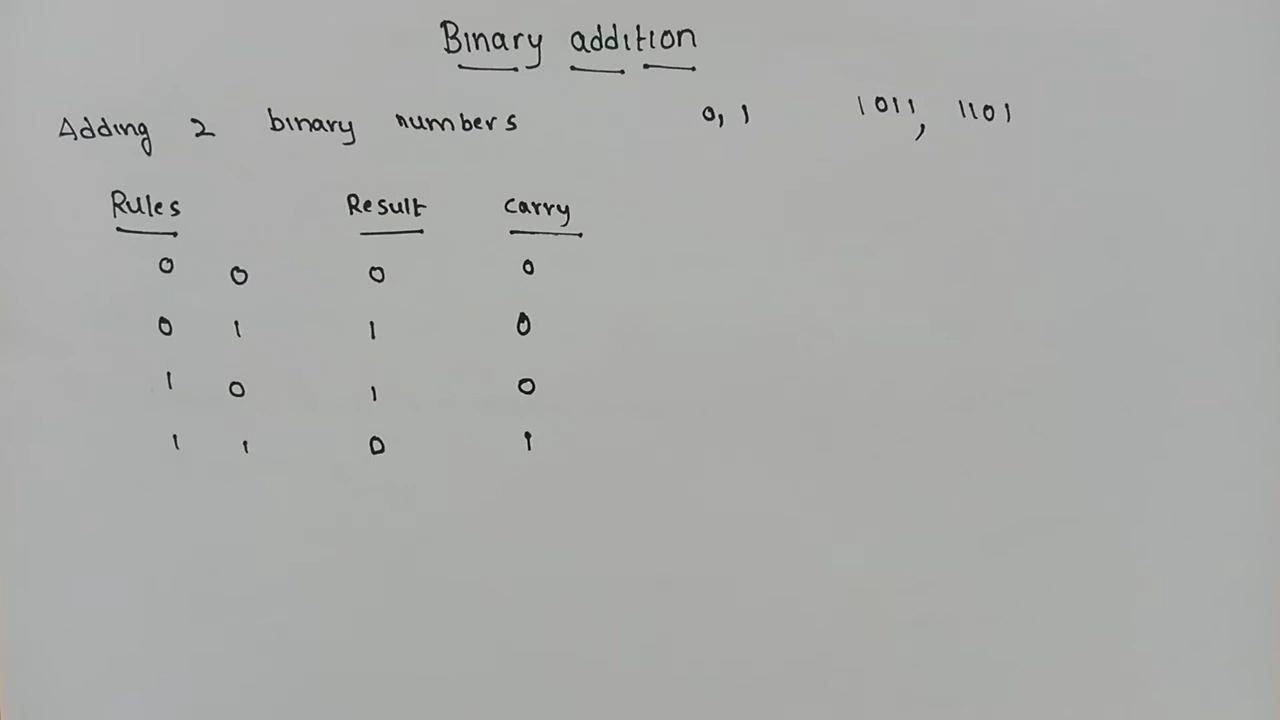 Binary addition
Adding 2 binary numbers 0, 1 1011, 1101
Rules Result Carry
0 0 0 0
0 1 1 0
1 0 1 0
1 1 0 1